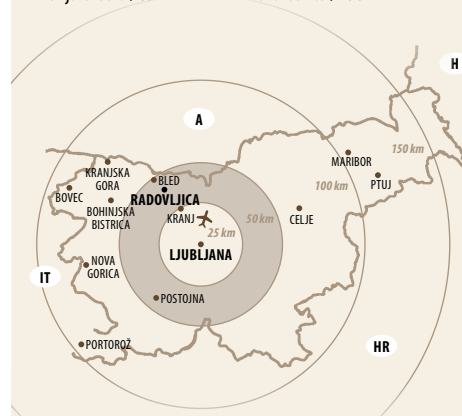 H
A
150 km
MARIBOR
KRANJSKA
GORA
BLED
100 km
PTUJ
BOVEC
RADOVLJICA
BOHINJSKA
BISTRICA
KRANJ
50 km
CELJE
25 km
LJUBLJANA
NOVA
GORICA
IT
POSTOJNA
PORTOROŽ
HR